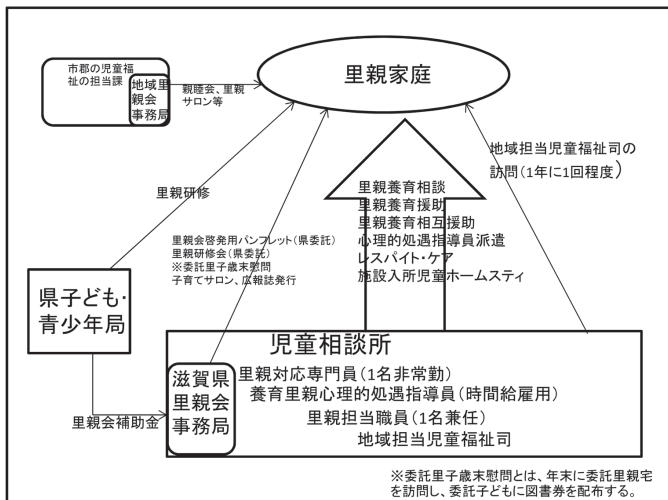 里親家庭
市郡の児童福
祉の担当課
地域里
親会
事務局
親睦会、里親
サロン等
地域担当児童福祉司の
訪問(1年に1回程度)
里親研修
里親養育相談
里親養育援助
里親養育相互援助
心理的処遇指導員派遣
レスパイト・ケア
施設入所児童ホームスティ
里親会啓発用パンフレット(県委託)
里親研修会(県委託)
※委託里子歳末慰問
子育てサロン、広報誌発行
県子ども・
青少年局
里親会補助金
児童相談所
滋賀県
里親会
事務局
里親対応専門員(1名非常勤)
養育里親心理的処遇指導員(時間給雇用)
里親担当職員(1名兼任)
地域担当児童福祉司
※委託里子歳末慰問とは、年末に委託里親宅
を訪問し、委託子どもに図書券を配布する。